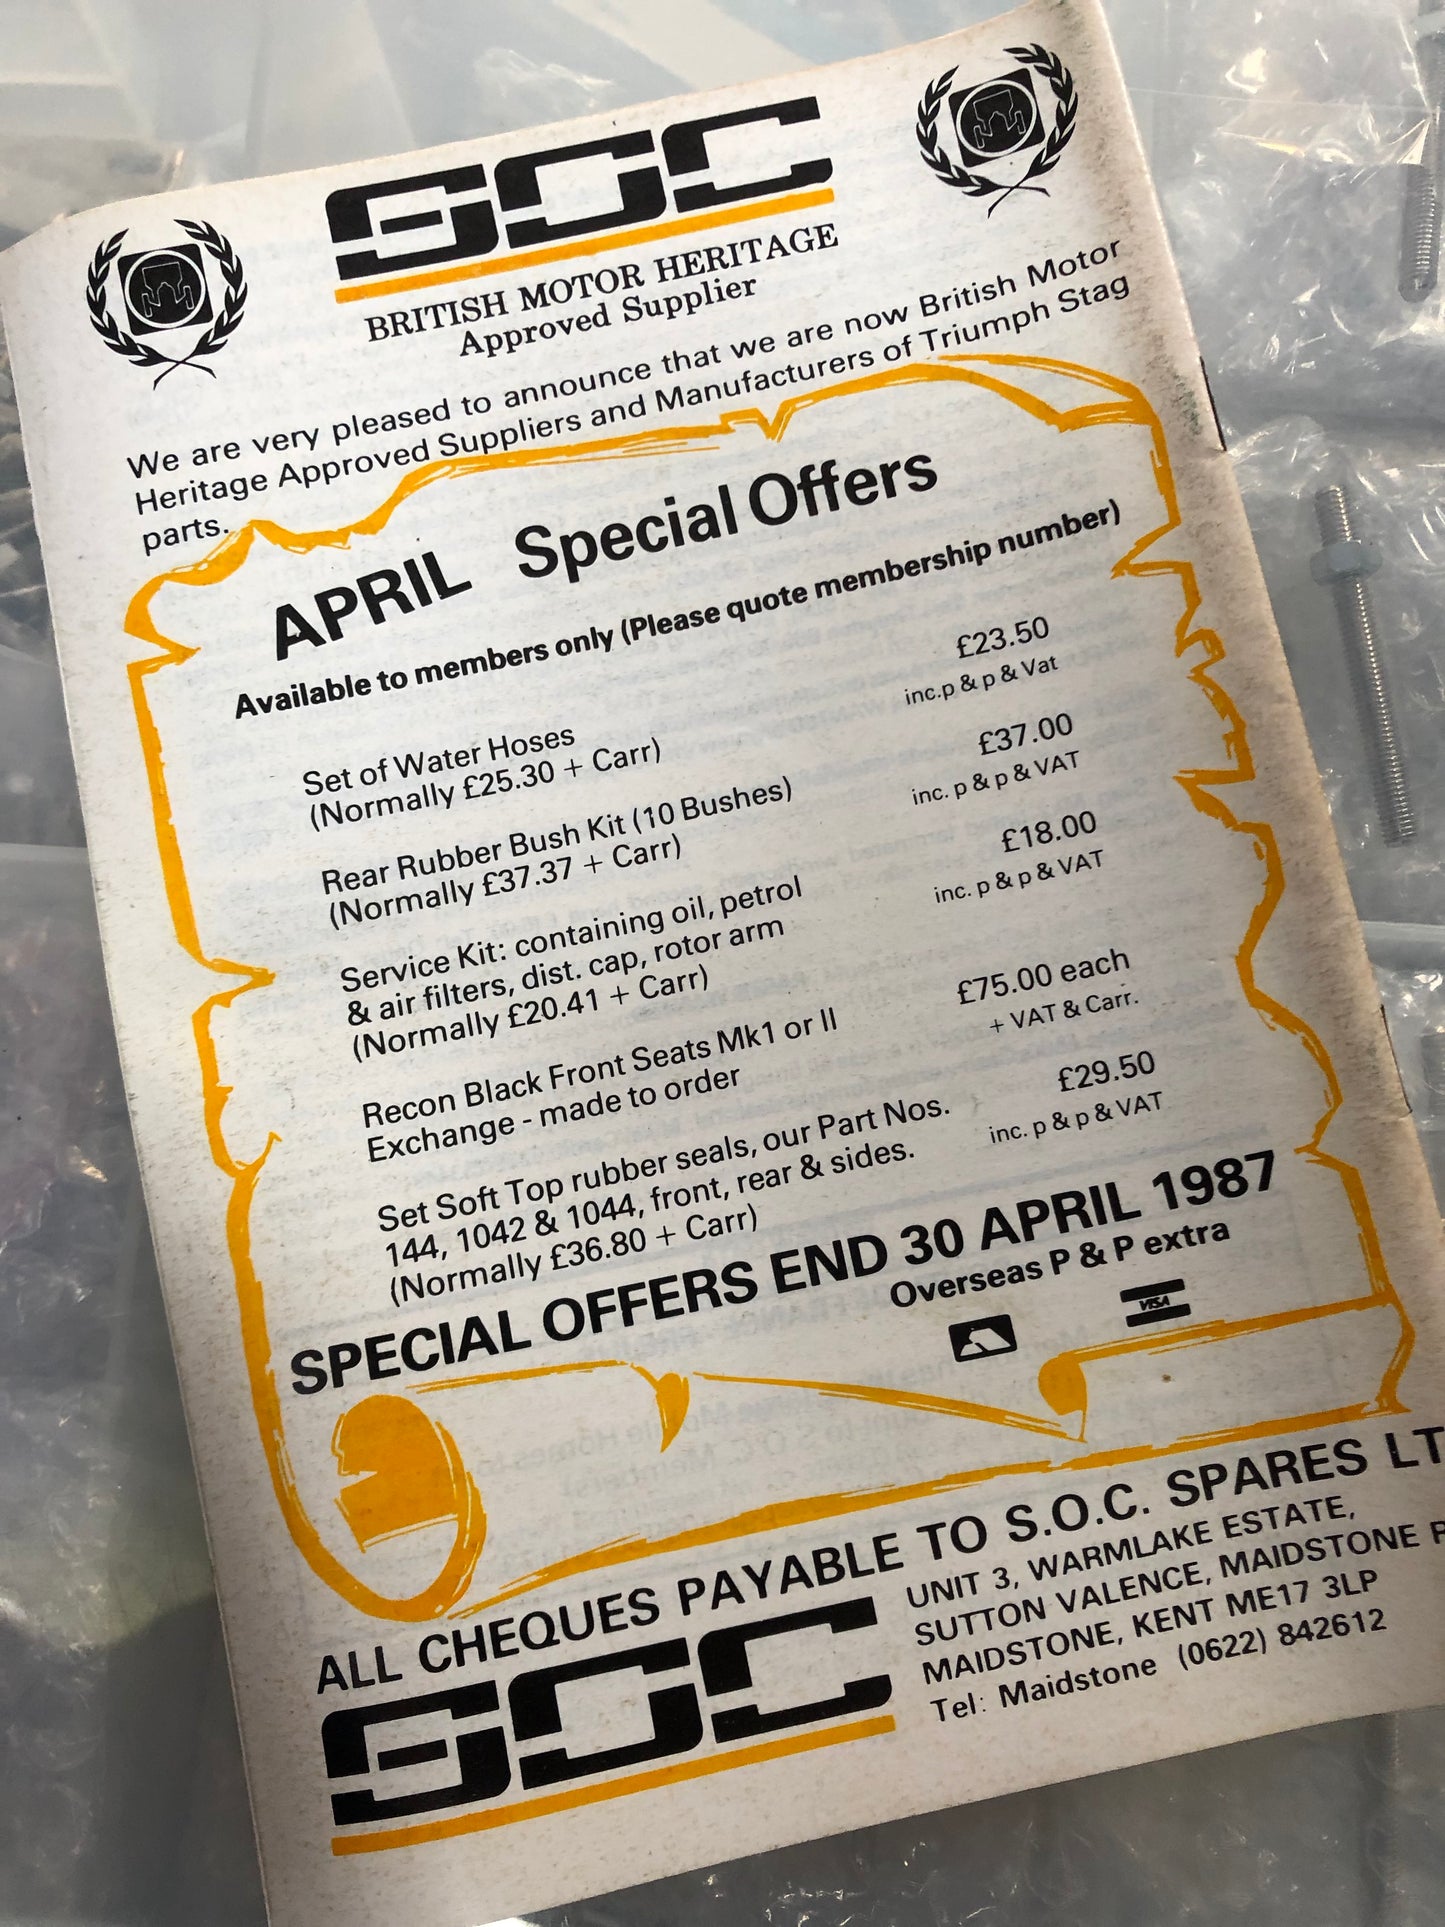 SOC
BRITISH MOTOR HERITAGE
Approved Supplier
We are very pleased to announce that we are now British Motor
Heritage Approved Suppliers and Manufacturers of Triumph Stag
parts.
APRIL Special Offers
Available to members only (Please quote membership number)
Set of Water Hoses
(Normally £25.30 + Carr)
£23.50
inc.p & p & Vat
Rear Rubber Bush Kit (10 Bushes)
(Normally £37.37 + Carr)
£37.00
inc. p & p & VAT
Service Kit: containing oil, petrol
& air filters, dist. cap, rotor arm
(Normally £20.41 + Carr)
£18.00
inc. p & p & VAT
Recon Black Front Seats Mk1 or II
Exchange - made to order
£75.00 each
+ VAT & Carr.
Set Soft Top rubber seals, our Part Nos.
144, 1042 & 1044, front, rear & sides.
(Normally £36.80 + Carr)
£29.50
inc. p & p & VAT
SPECIAL OFFERS END 30 APRIL 1987
Overseas P & P extra
VISA
ALL CHEQUES PAYABLE TO S.O.C. SPARES LT
SOC
UNIT 3, WARMLAKE ESTATE,
SUTTON VALENCE, MAIDSTONE
MAIDSTONE, KENT ME17 3LP
Tel: Maidstone (0622) 842612